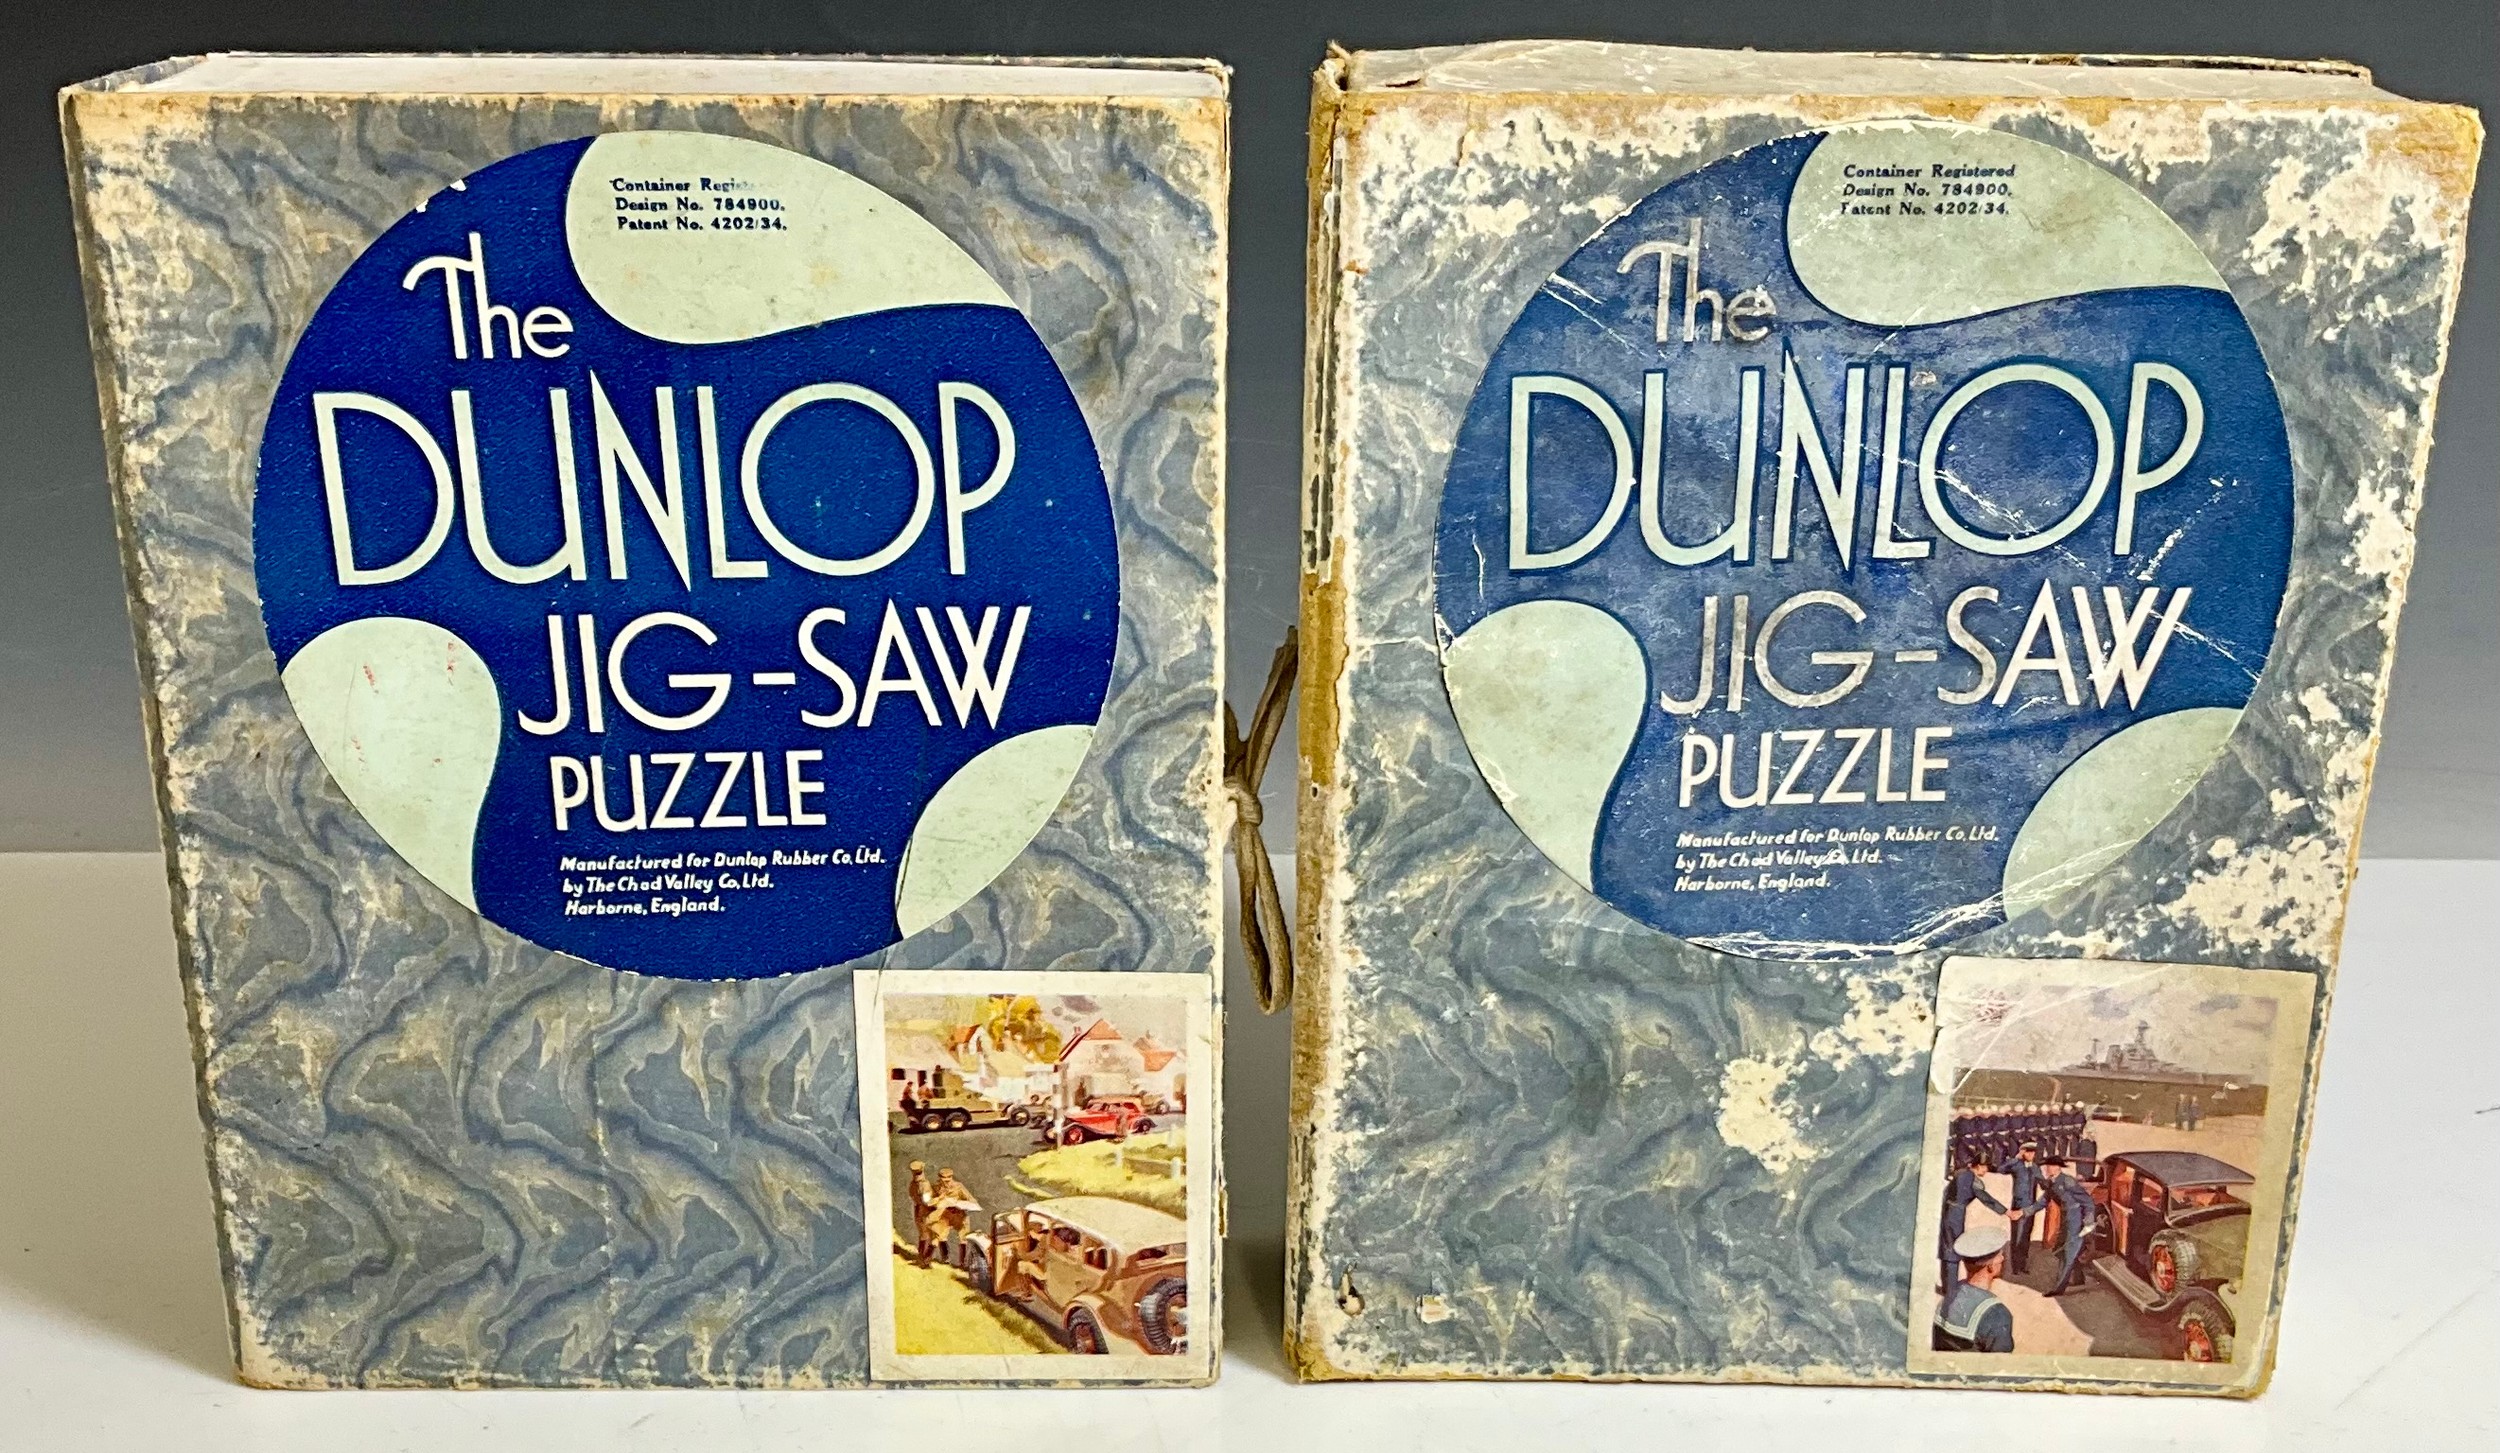 Container
Design No. 784900.
Patent No. 4202/34.
The
DUNLOP
JIG-SAW
PUZZLE
Manufactured for Dunlop Rubber Co, Ltd.
by The Chad Valley Co, Ltd.
Harborne, England.
Container Registered
Design No. 784900.
Patent No. 4202/34.
The
DUNLOP
JIG-SAW
PUZZLE
Manufactured for Dunlop Rubber Co, Ltd.
by The Chad Valley Co, Ltd.
Harborne, England.